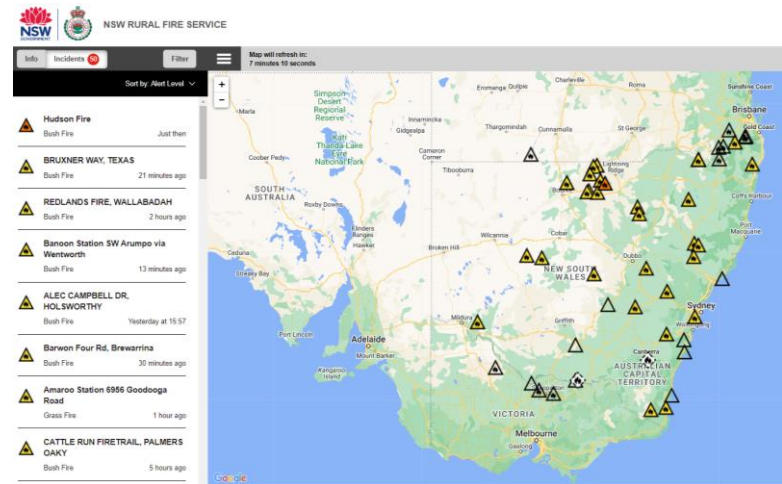 NSW
GOVERNMENT
NSW RURAL FIRE SERVICE
Info
Incidents 50
Filter
Map will refresh in:
7 minutes 10 seconds
Sort by: Alert Level
Hudson Fire
Bush Fire
Just then
BRUXNER WAY, TEXAS
Bush Fire
21 minutes ago
REDLANDS FIRE, WALLABADAH
Bush Fire
2 hours ago
Banoon Station SW Arumpo via
Wentworth
Bush Fire
13 minutes ago
ALEC CAMPBELL DR,
HOLSWORTHY
Bush Fire
Yesterday at 15:57
Barwon Four Rd, Brewarrina
Bush Fire
30 minutes ago
Amaroo Station 6956 Goodooga
Road
Grass Fire
1 hour ago
CATTLE RUN FIRETRAIL, PALMERS
OAKY
Bush Fire
5 hours ago
+
−
Simpson
Desert
Regional
Reserve
Marla
Innamincka
Gidgealpa
Eromanga
Quilpie
Charleville
Roma
Sunshine Coast
Brisbane
Gold Coast
Thargomindah
Cunnamulla
St George
Kati
Thanda-Lake
Eyre
National Park
Cameron
Corner
Coober Pedy
Tibooburra
Lightning
Ridge
SOUTH
AUSTRALIA
Roxby Downs
Coffs Harbour
Flinders
Ranges
Hawker
Wilcannia
Cobar
Port
Macquarie
Broken Hill
Ceduna
Streaky Bay
Dubbo
NEW SOUTH
WALES
Sydney
Mildura
Griffith
Wollongong
Port Lincoln
Adelaide
Mount Barker
Kangaroo
Island
Canberra
AUSTRALIAN
CAPITAL
TERRITORY
VICTORIA
Melbourne
Geelong
Google